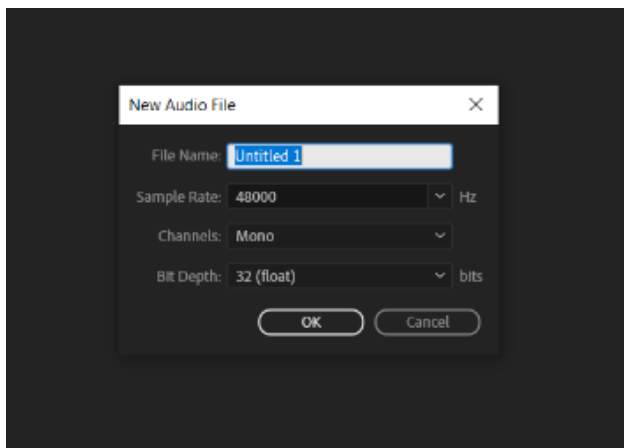 New Audio File
File Name: Untitled 1
Sample Rate: 48000 Hz
Channels: Mono
Bit Depth: 32 (float) bits
OK Cancel